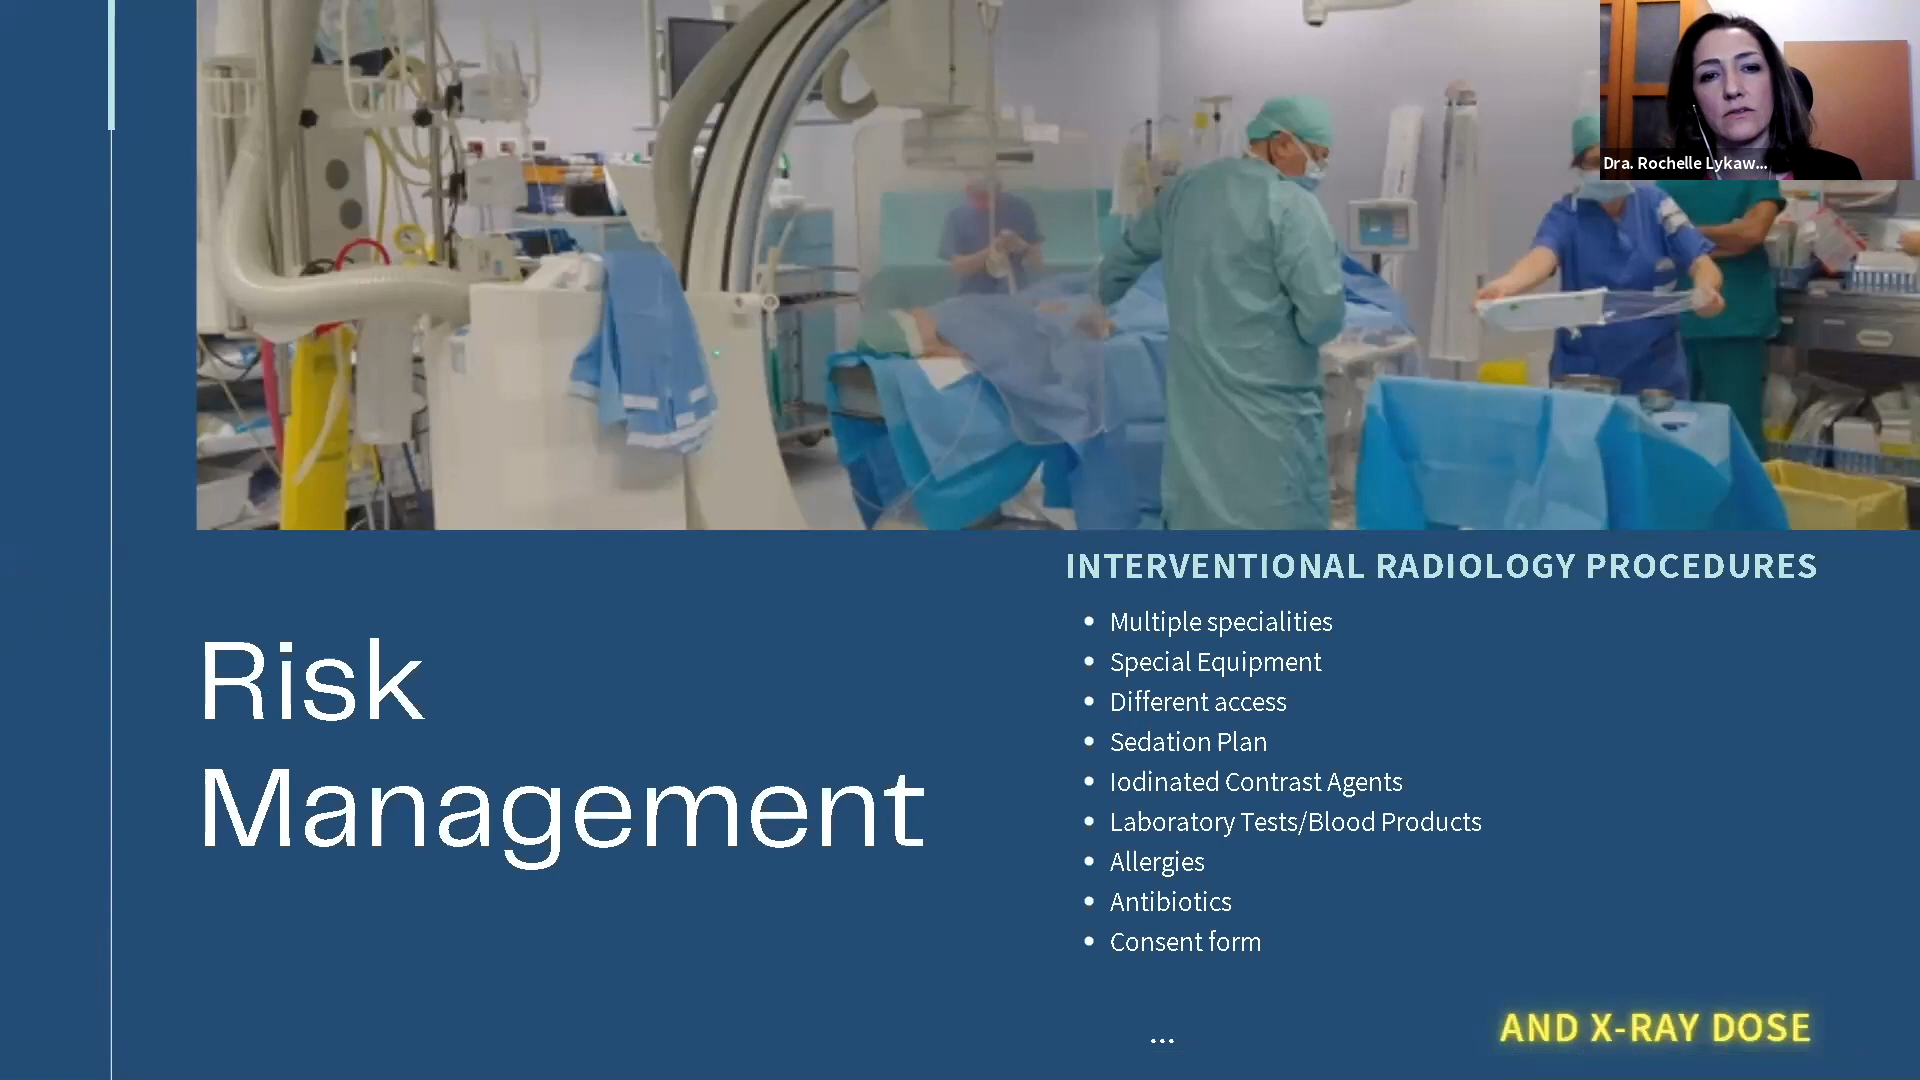 Dra. Rochelle Lykaw...
INTERVENTIONAL RADIOLOGY PROCEDURES
Risk
Management
• Multiple specialities
• Special Equipment
• Different access
• Sedation Plan
• Iodinated Contrast Agents
• Laboratory Tests/Blood Products
• Allergies
• Antibiotics
• Consent form
...
AND X-RAY DOSE